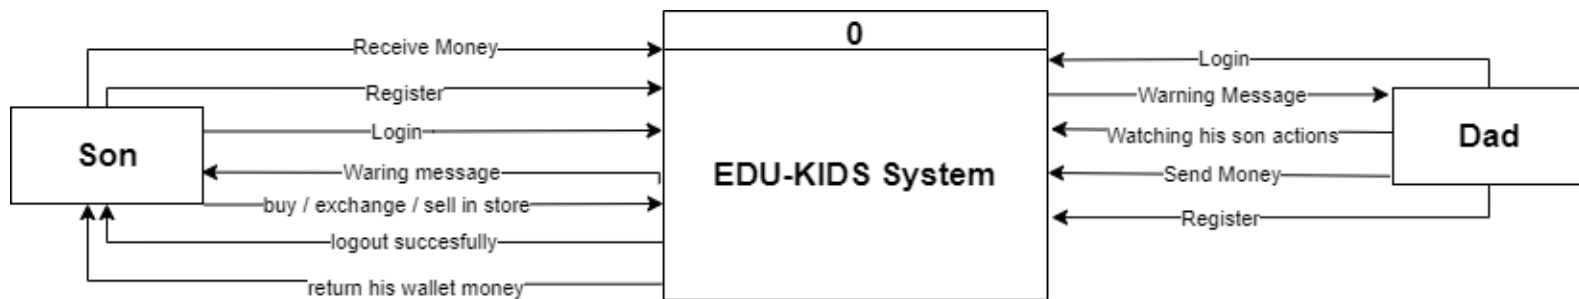 0
Receive Money
Login
Register
Warning Message
Login
Watching his son actions
Son
EDU-KIDS System
Dad
Waring message
Send Money
buy / exchange / sell in store
Register
logout succesfully
return his wallet money